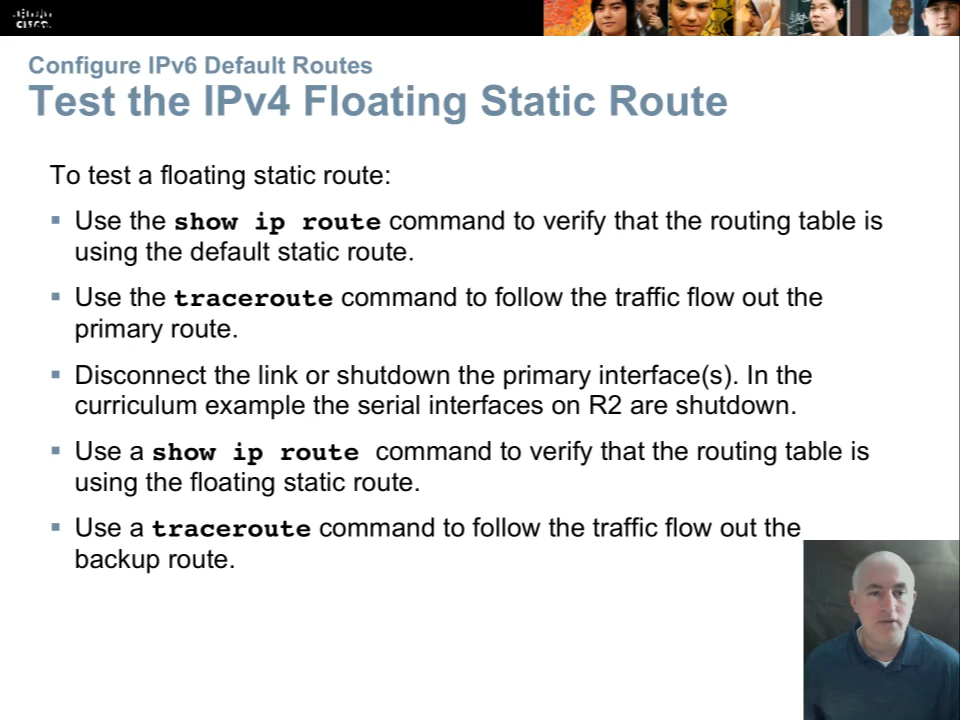 CISCO
Configure IPv6 Default Routes
Test the IPv4 Floating Static Route
To test a floating static route:
▪ Use the show ip route command to verify that the routing table is
using the default static route.
▪ Use the traceroute command to follow the traffic flow out the
primary route.
▪ Disconnect the link or shutdown the primary interface(s). In the
curriculum example the serial interfaces on R2 are shutdown.
▪ Use a show ip route command to verify that the routing table is
using the floating static route.
▪ Use a traceroute command to follow the traffic flow out the
backup route.